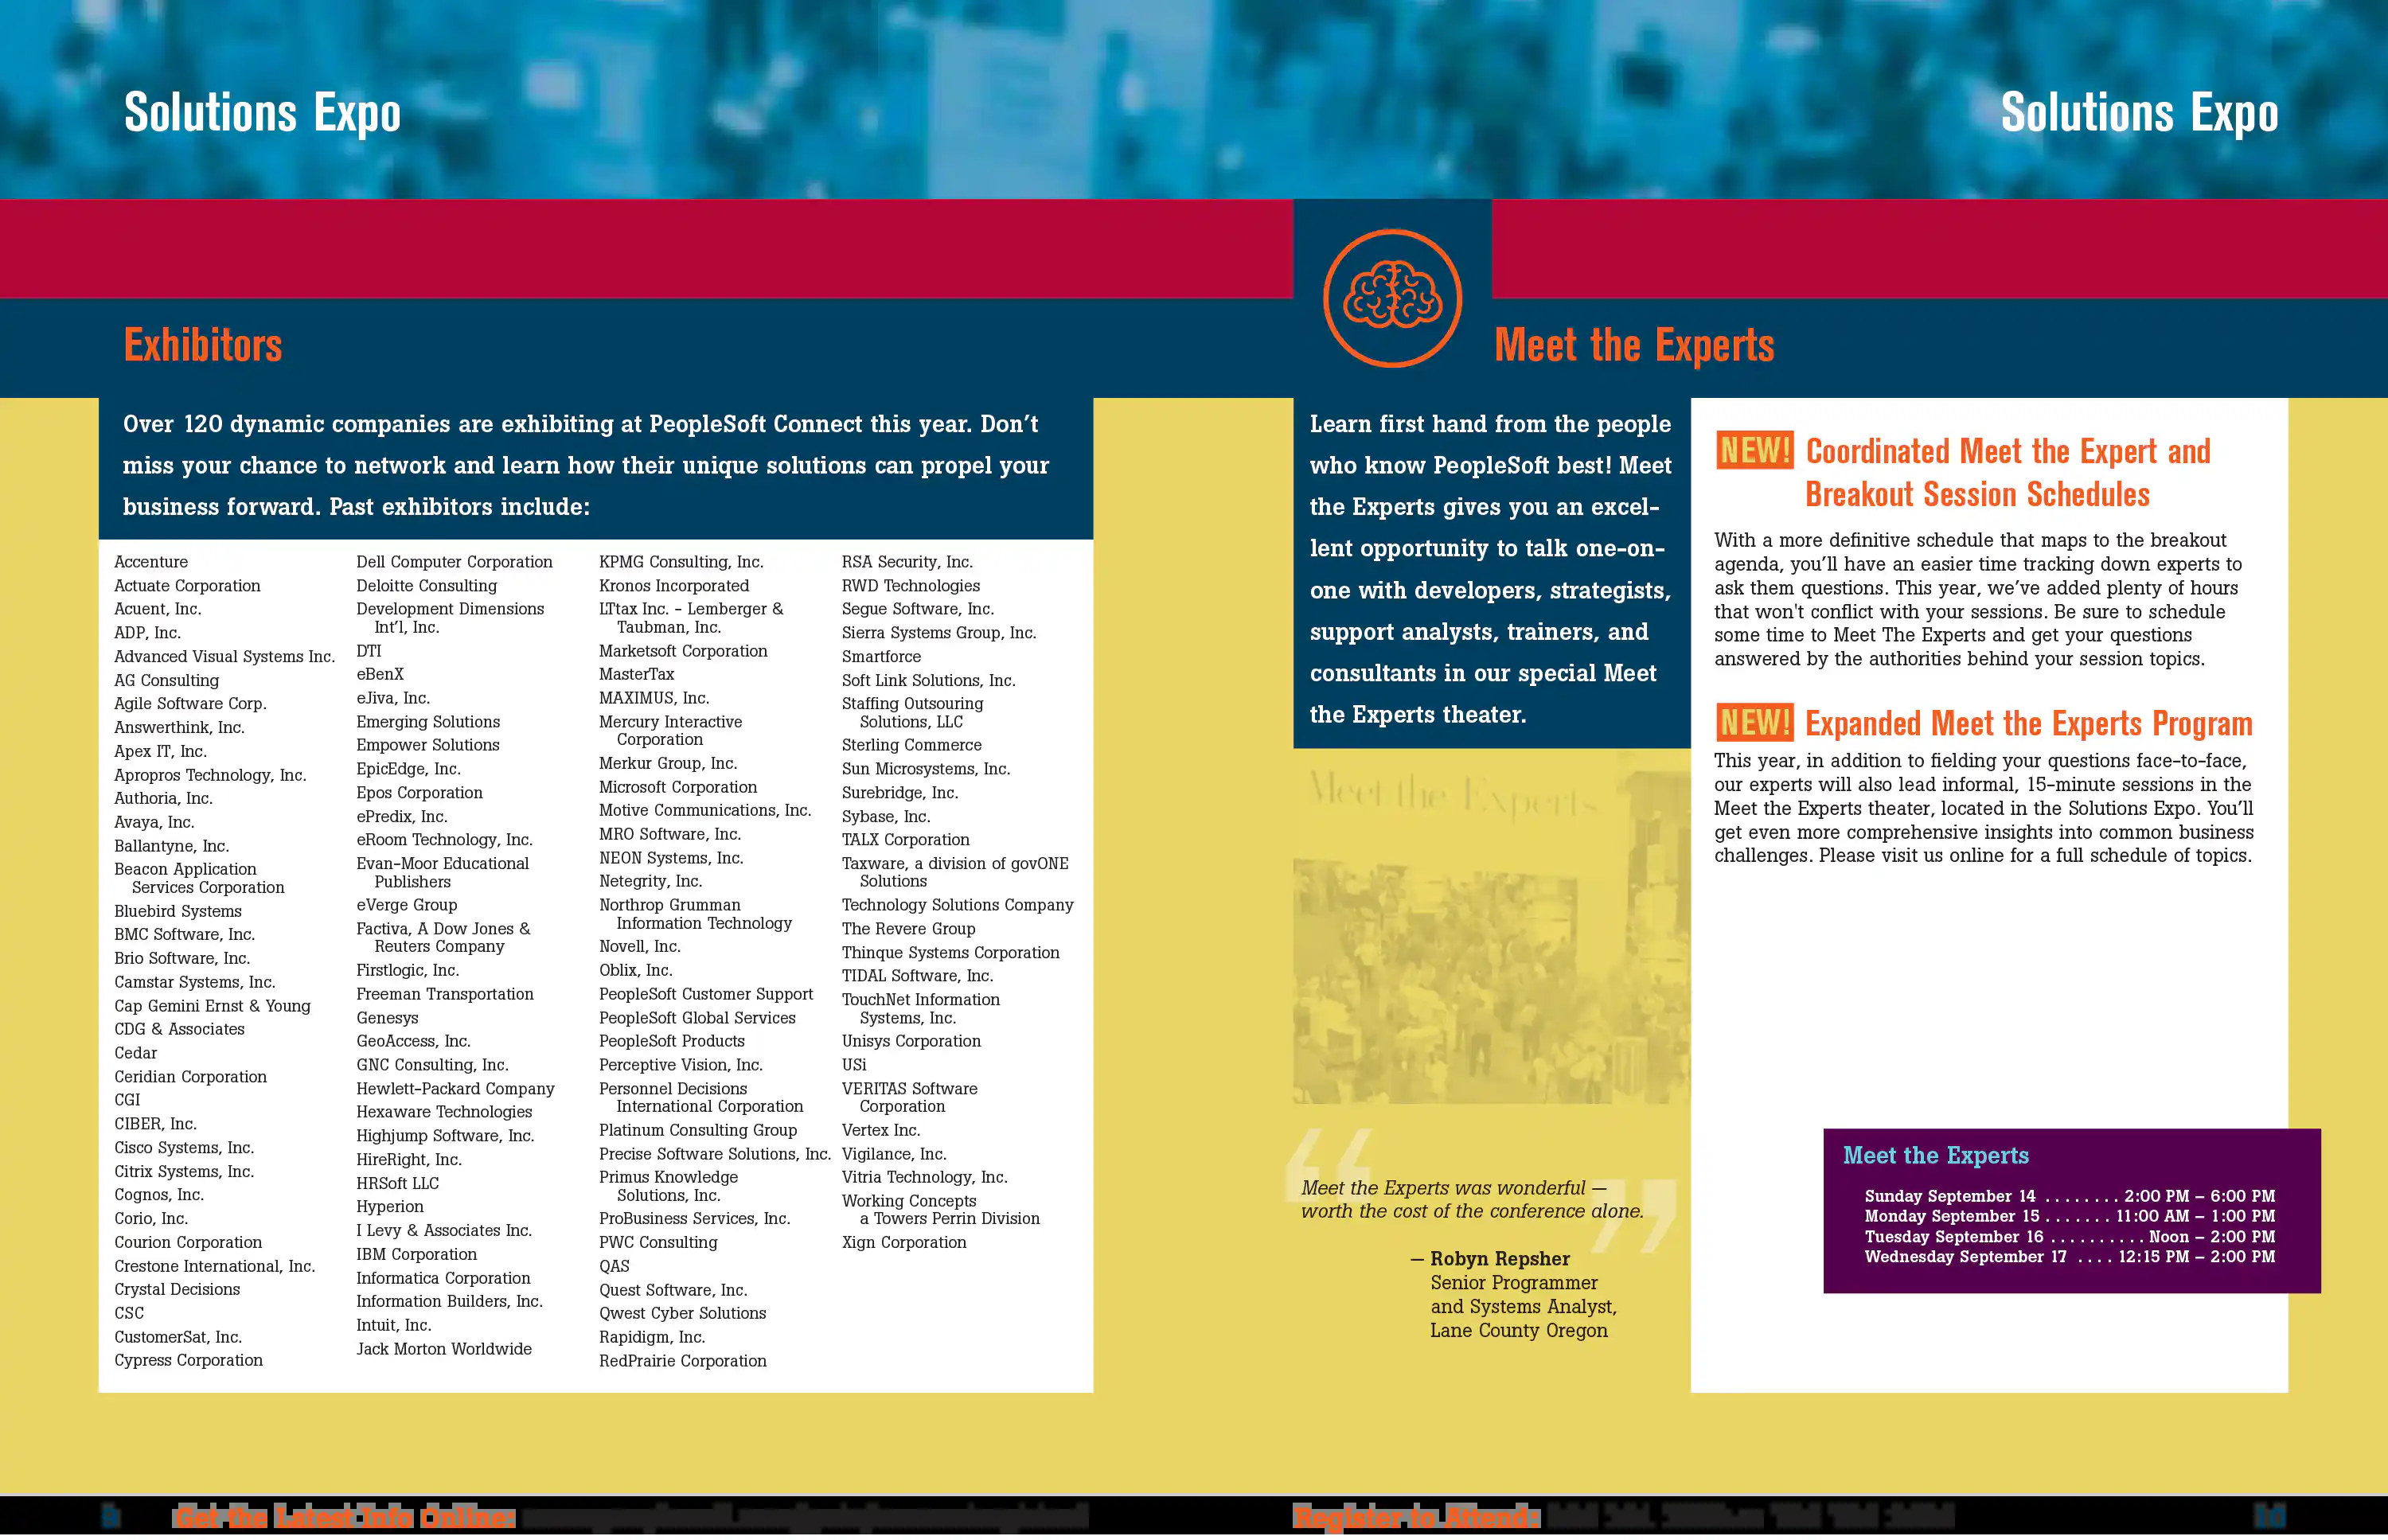 Solutions Expo
Exhibitors
Over 120 dynamic companies are exhibiting at PeopleSoft Connect this year. Don’t
miss your chance to network and learn how their unique solutions can propel your
business forward. Past exhibitors include:
Accenture
Actuate Corporation
Acuent, Inc.
ADP, Inc.
Advanced Visual Systems Inc.
AG Consulting
Agile Software Corp.
Answerthink, Inc.
Apex IT, Inc.
Apropros Technology, Inc.
Authoria, Inc.
Avaya, Inc.
Ballantyne, Inc.
Beacon Application
Services Corporation
Bluebird Systems
BMC Software, Inc.
Brio Software, Inc.
Camstar Systems, Inc.
Cap Gemini Ernst & Young
CDG & Associates
Cedar
Ceridian Corporation
CGI
CIBER, Inc.
Cisco Systems, Inc.
Citrix Systems, Inc.
Cognos, Inc.
Corio, Inc.
Courion Corporation
Crestone International, Inc.
Crystal Decisions
CSC
CustomerSat, Inc.
Cypress Corporation
Dell Computer Corporation
Deloitte Consulting
Development Dimensions
Int’l, Inc.
DTI
eBenX
eJiva, Inc.
Emerging Solutions
Empower Solutions
EpicEdge, Inc.
Epos Corporation
ePredix, Inc.
eRoom Technology, Inc.
Evan-Moor Educational
Publishers
eVerge Group
Factiva, A Dow Jones &
Reuters Company
Firstlogic, Inc.
Freeman Transportation
Genesys
GeoAccess, Inc.
GNC Consulting, Inc.
Hewlett-Packard Company
Hexaware Technologies
Highjump Software, Inc.
HireRight, Inc.
HRSoft LLC
Hyperion
I Levy & Associates Inc.
IBM Corporation
Informatica Corporation
Information Builders, Inc.
Intuit, Inc.
Jack Morton Worldwide
KPMG Consulting, Inc.
Kronos Incorporated
LTtax Inc. - Lemberger &
Taubman, Inc.
Marketsoft Corporation
MasterTax
MAXIMUS, Inc.
Mercury Interactive
Corporation
Merkur Group, Inc.
Microsoft Corporation
Motive Communications, Inc.
MRO Software, Inc.
NEON Systems, Inc.
Netegrity, Inc.
Northrop Grumman
Information Technology
Novell, Inc.
Oblix, Inc.
PeopleSoft Customer Support
PeopleSoft Global Services
PeopleSoft Products
Perceptive Vision, Inc.
Personnel Decisions
International Corporation
Platinum Consulting Group
Precise Software Solutions, Inc.
Primus Knowledge
Solutions, Inc.
ProBusiness Services, Inc.
PWC Consulting
QAS
Quest Software, Inc.
Qwest Cyber Solutions
Rapidigm, Inc.
RedPrairie Corporation
RSA Security, Inc.
RWD Technologies
Segue Software, Inc.
Sierra Systems Group, Inc.
Smartforce
Soft Link Solutions, Inc.
Staffing Outsouring
Solutions, LLC
Sterling Commerce
Sun Microsystems, Inc.
Surebridge, Inc.
Sybase, Inc.
TALX Corporation
Taxware, a division of govONE
Solutions
Technology Solutions Company
The Revere Group
Thinque Systems Corporation
TIDAL Software, Inc.
TouchNet Information
Systems, Inc.
Unisys Corporation
USi
VERITAS Software
Corporation
Vertex Inc.
Vigilance, Inc.
Vitria Technology, Inc.
Working Concepts
a Towers Perrin Division
Xign Corporation
9 Get the Latest Info Online:
Solutions Expo
Meet the Experts
Learn first hand from the people
who know PeopleSoft best! Meet
the Experts gives you an excel-
lent opportunity to talk one-on-
one with developers, strategists,
support analysts, trainers, and
consultants in our special Meet
the Experts theater.
Meet the Experts
“Meet the Experts was wonderful —
worth the cost of the conference alone.”
— Robyn Repsher
Senior Programmer
and Systems Analyst,
Lane County Oregon
NEW! Coordinated Meet the Expert and
Breakout Session Schedules
With a more definitive schedule that maps to the breakout
agenda, you’ll have an easier time tracking down experts to
ask them questions. This year, we’ve added plenty of hours
that won't conflict with your sessions. Be sure to schedule
some time to Meet The Experts and get your questions
answered by the authorities behind your session topics.
NEW! Expanded Meet the Experts Program
This year, in addition to fielding your questions face-to-face,
our experts will also lead informal, 15-minute sessions in the
Meet the Experts theater, located in the Solutions Expo. You’ll
get even more comprehensive insights into common business
challenges. Please visit us online for a full schedule of topics.
Meet the Experts
Sunday September 14 . . . . . . . . 2:00 PM – 6:00 PM
Monday September 15 . . . . . . . 11:00 AM – 1:00 PM
Tuesday September 16 . . . . . . . . . . Noon – 2:00 PM
Wednesday September 17 . . . . 12:15 PM – 2:00 PM
Register to Attend:
10